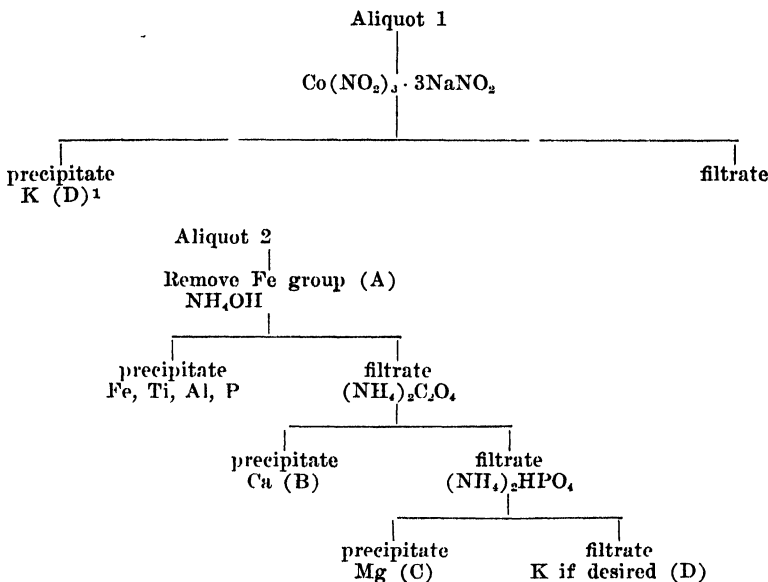 Aliquot 1
Co(NO₂)₃ · 3NaNO₂
precipitate filtrate
K (D)¹
Aliquot 2
Remove Fe group (A)
NH₄OH
precipitate filtrate
Fe, Ti, Al, P (NH₄)₂C₂O₄
precipitate filtrate
Ca (B) (NH₄)₂HPO₄
precipitate filtrate
Mg (C) K if desired (D)